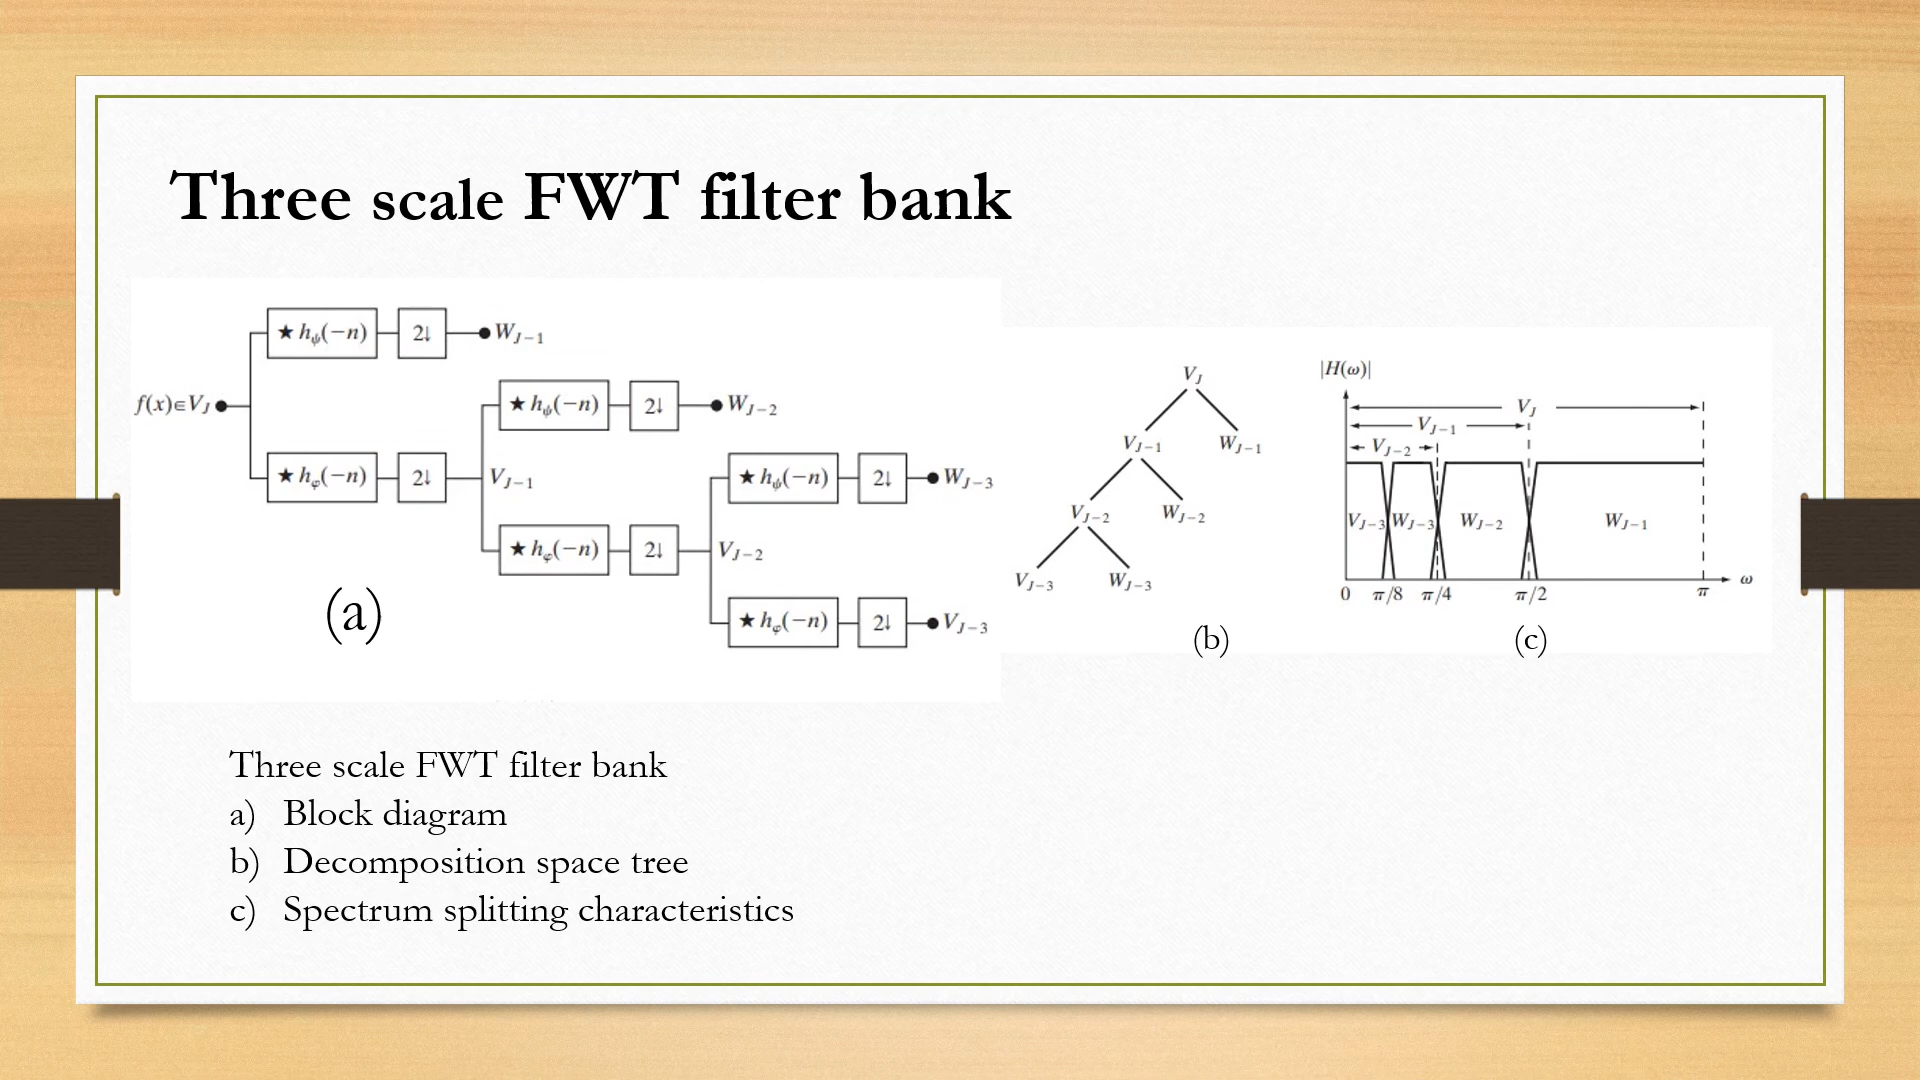 Three scale FWT filter bank
★ hψ(−n) 2↓ WJ−1
f(x)∈VJ
★ hψ(−n) 2↓ WJ−2
★ hφ(−n) 2↓ VJ−1
★ hψ(−n) 2↓ WJ−3
★ hφ(−n) 2↓ VJ−2
★ hφ(−n) 2↓ VJ−3
(a)
VJ
VJ−1 WJ−1
VJ−2 WJ−2
VJ−3 WJ−3
(b)
|H(ω)|
VJ
VJ−1
VJ−2
VJ−3 WJ−3 WJ−2 WJ−1
ω
0 π/8 π/4 π/2 π
(c)
Three scale FWT filter bank
a) Block diagram
b) Decomposition space tree
c) Spectrum splitting characteristics